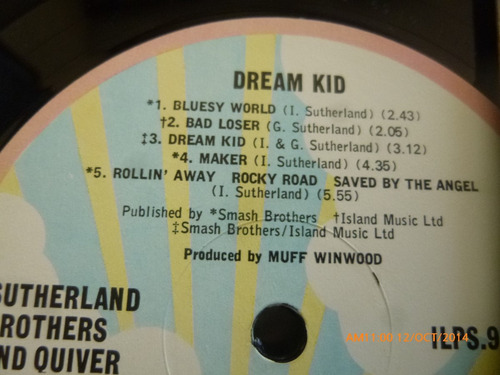 DREAM KID
*1. BLUESY WORLD (I. Sutherland) (2.43)
†2. BAD LOSER (G. Sutherland) (2.05)
‡3. DREAM KID (I. & G. Sutherland) (3.12)
*4. MAKER (I. Sutherland) (4.35)
*5. ROLLIN' AWAY ROCKY ROAD SAVED BY THE ANGEL
(I. Sutherland) (5.55)
Published by *Smash Brothers †Island Music Ltd
‡Smash Brothers/Island Music Ltd
Produced by MUFF WINWOOD
SUTHERLAND
BROTHERS
AND QUIVER
ILPS.9
AM11:00 12/OCT/2014